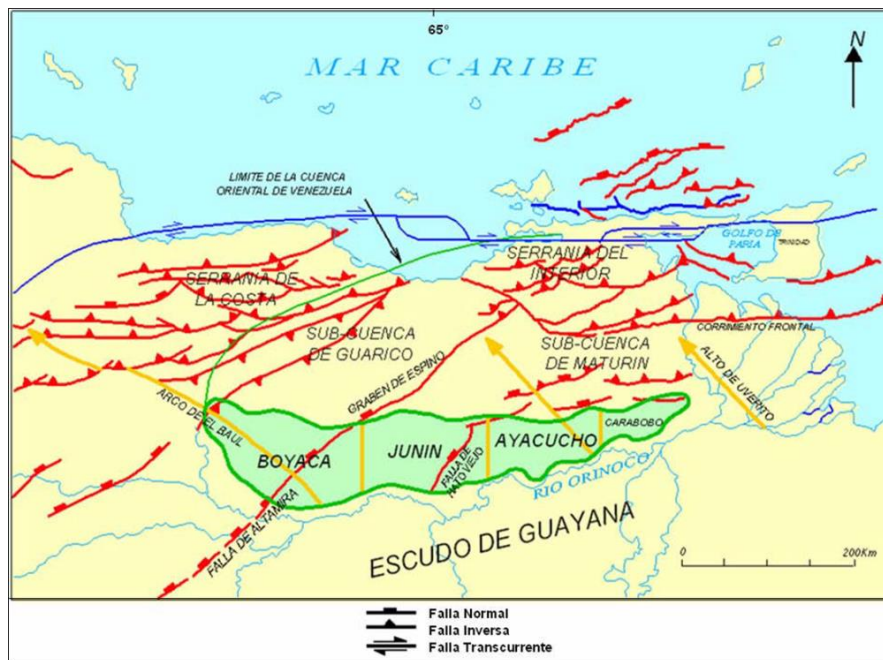 65°
N
MAR CARIBE
LIMITE DE LA CUENCA
ORIENTAL DE VENEZUELA
GOLFO DE
PARIA
TRINIDAD
SERRANIA DEL
INTERIOR
SERRANIA DE
LA COSTA
SUB-CUENCA
DE GUARICO
SUB-CUENCA
DE MATURIN
CORRIMIENTO FRONTAL
ALTO DE UVERITO
GRABEN DE ESPINO
ARCO DE EL BAUL
BOYACA
JUNIN
AYACUCHO
CARABOBO
FALLA DE
HATO VIEJO
FALLA DE ALTAMIRA
RIO ORINOCO
ESCUDO DE GUAYANA
0
200Km
Falla Normal
Falla Inversa
Falla Transcurrente